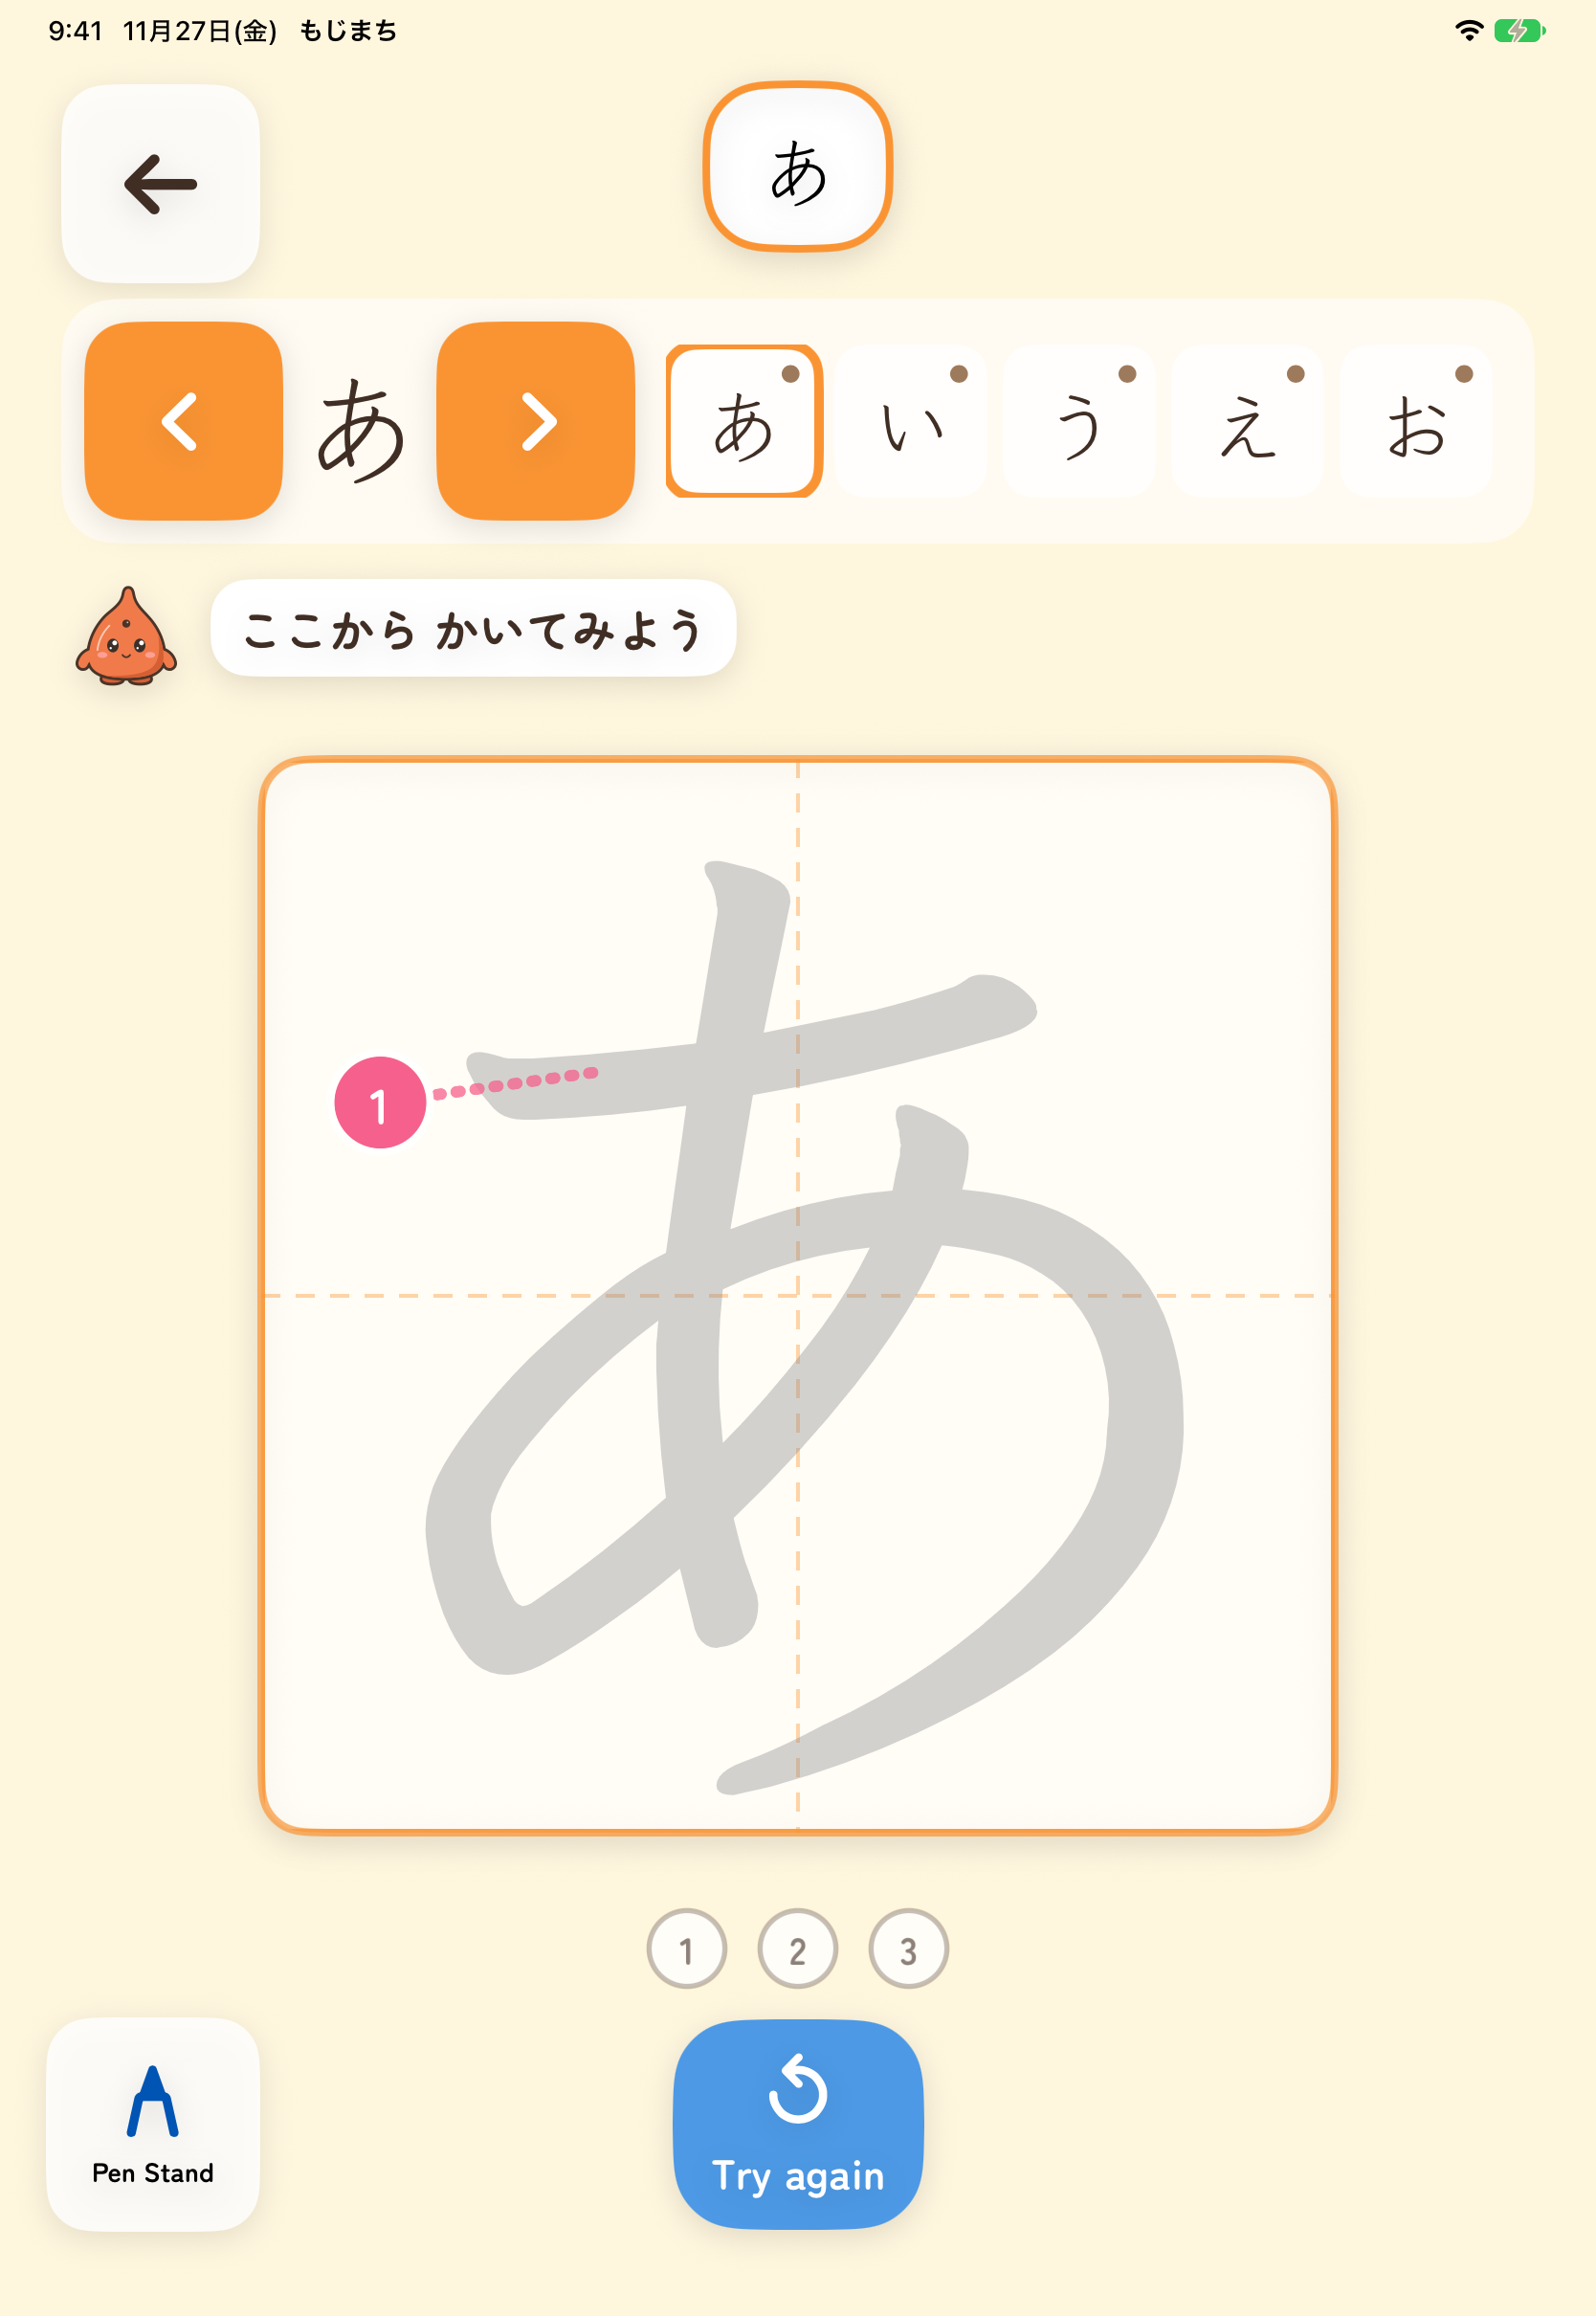 9:41 11月27日(金) もじまち
あ
あ あ い う え お
ここから かいてみよう
あ
1
1 2 3
Pen Stand
Try again